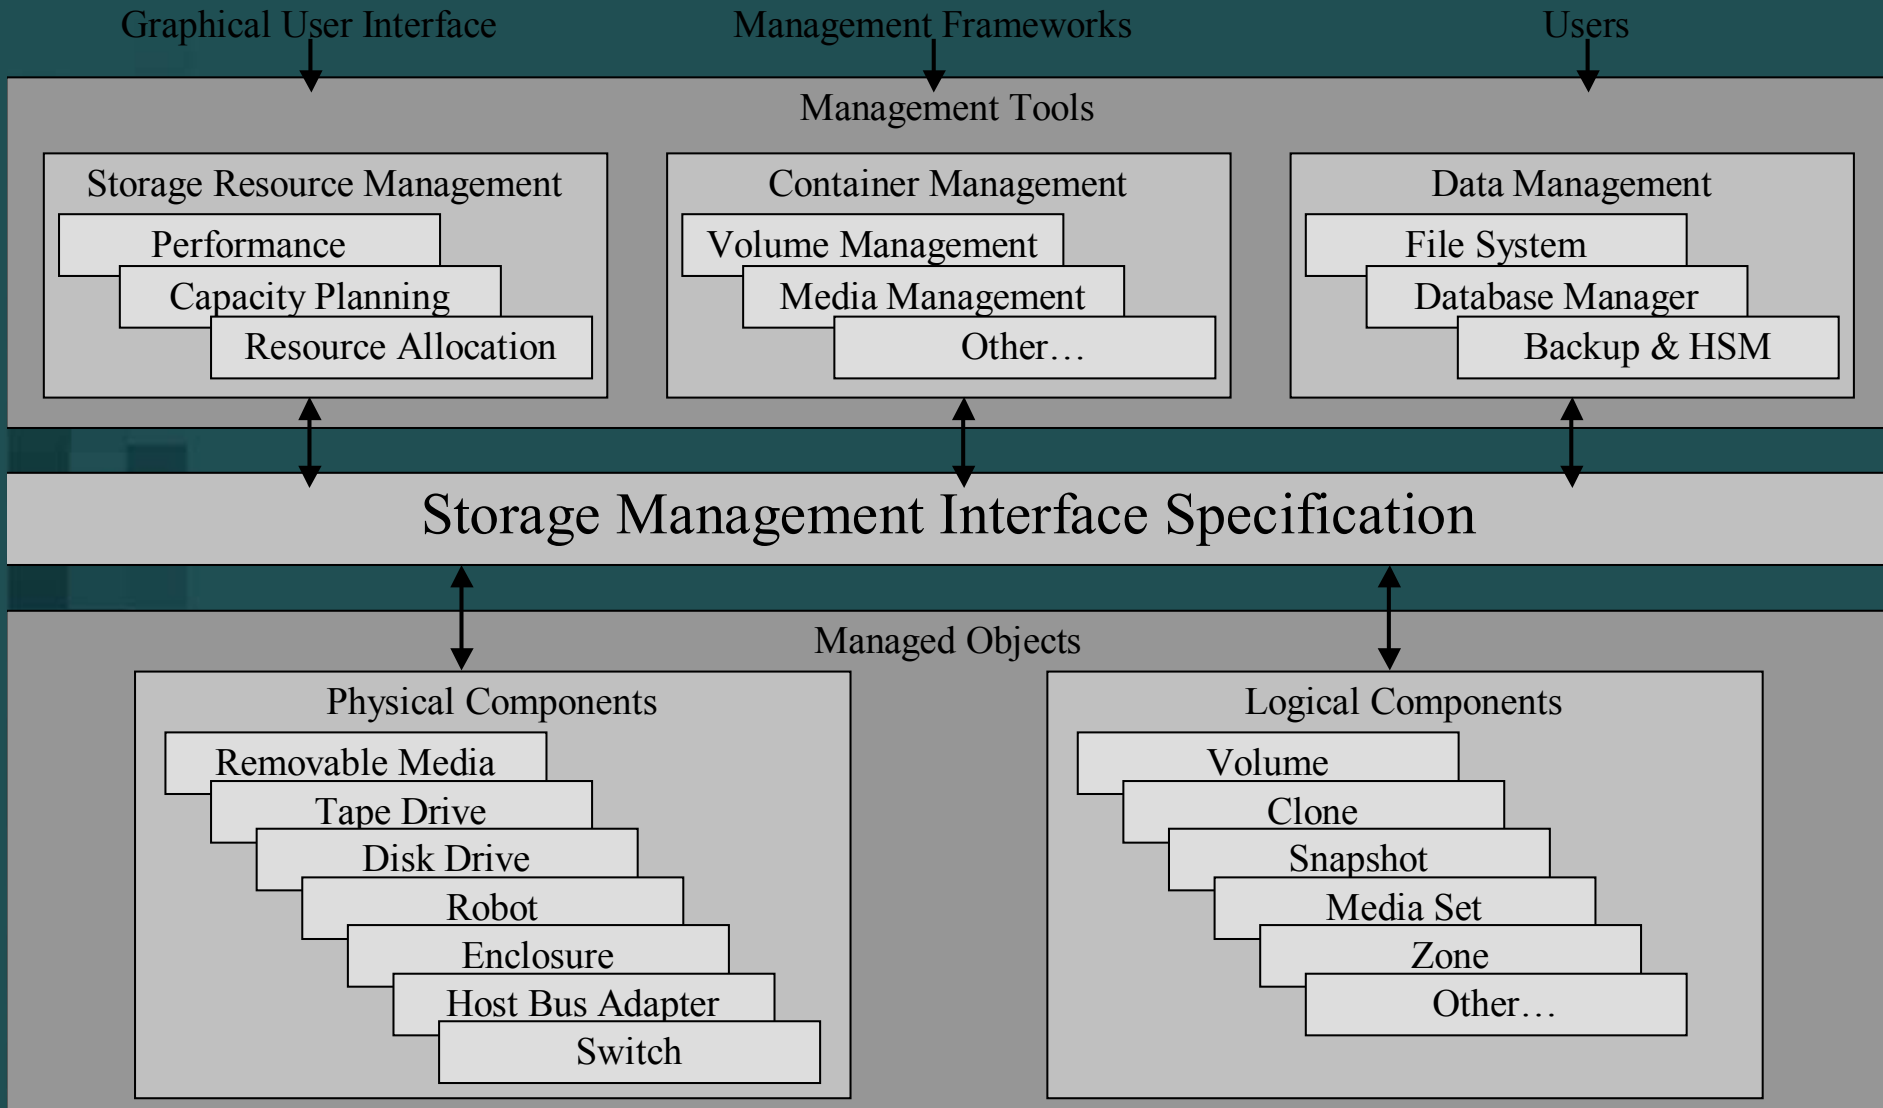 Graphical User Interface
Management Frameworks
Users
Management Tools
Storage Resource Management
Performance
Capacity Planning
Resource Allocation
Container Management
Volume Management
Media Management
Other…
Data Management
File System
Database Manager
Backup & HSM
Storage Management Interface Specification
Managed Objects
Physical Components
Removable Media
Tape Drive
Disk Drive
Robot
Enclosure
Host Bus Adapter
Switch
Logical Components
Volume
Clone
Snapshot
Media Set
Zone
Other…